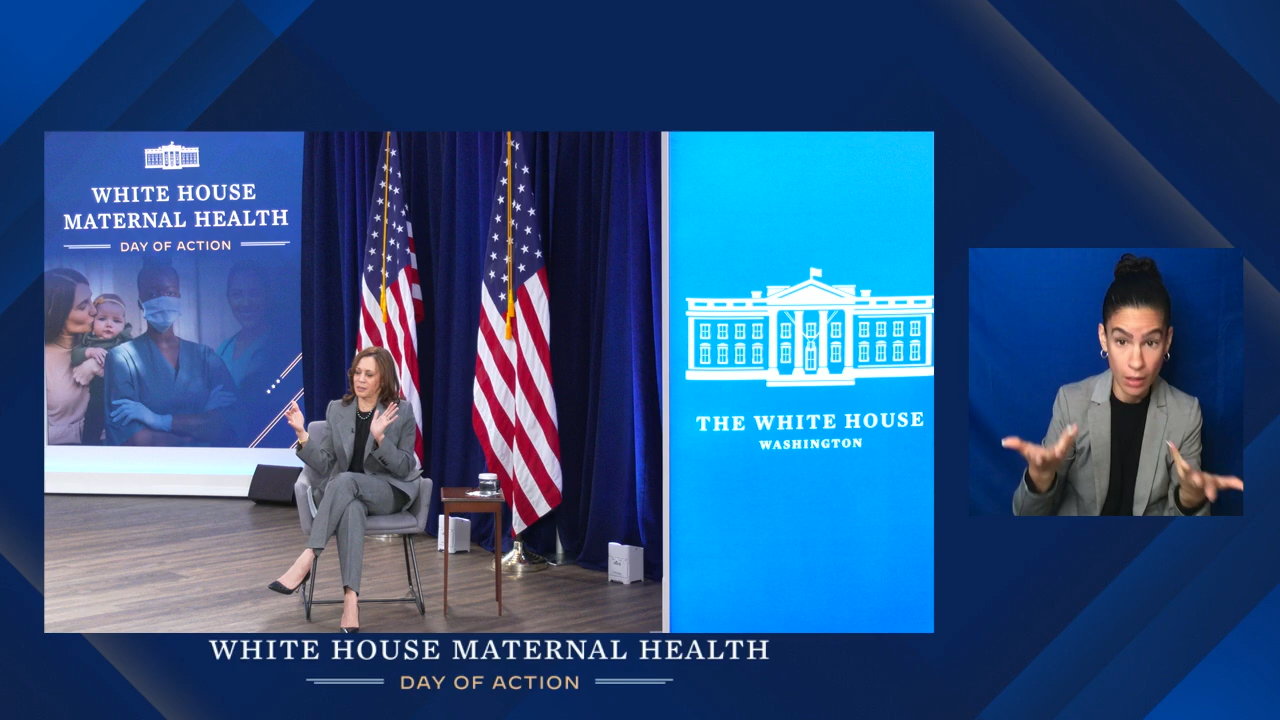 WHITE HOUSE
MATERNAL HEALTH
DAY OF ACTION
THE WHITE HOUSE
WASHINGTON
WHITE HOUSE MATERNAL HEALTH
DAY OF ACTION